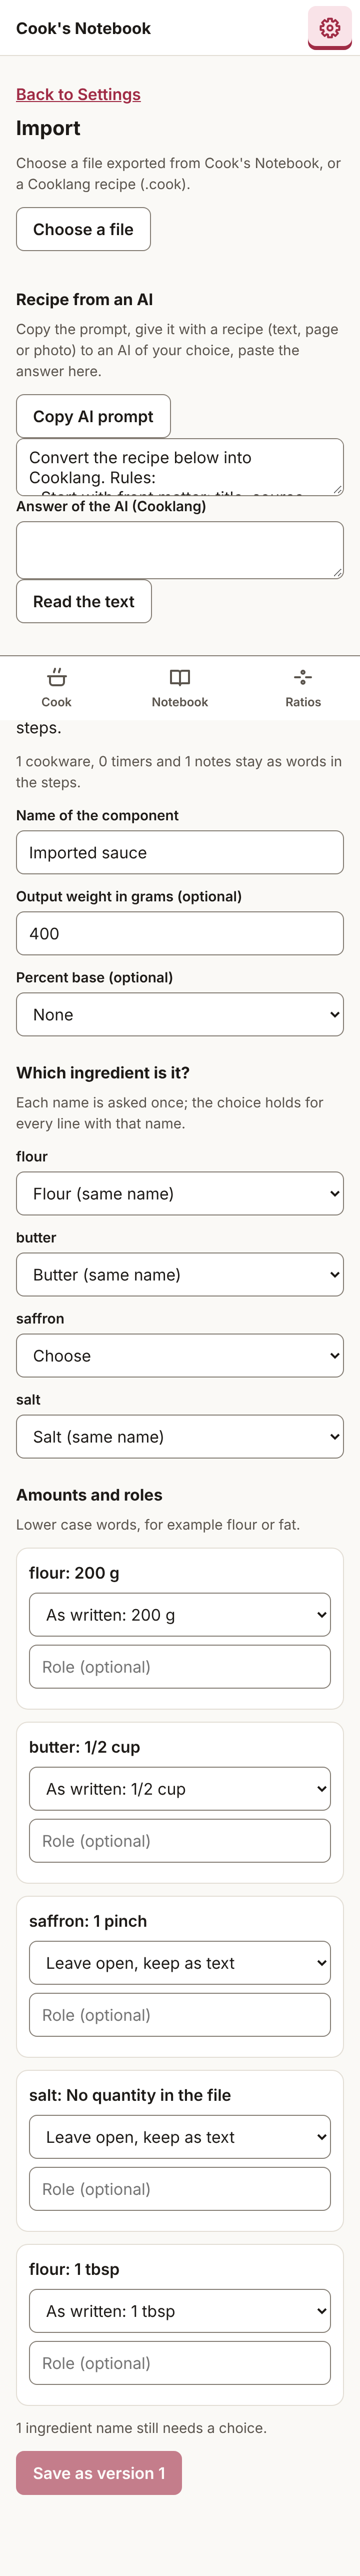 Cook's Notebook
Back to Settings
Import
Choose a file exported from Cook's Notebook, or
a Cooklang recipe (.cook).
Choose a file
Recipe from an AI
Copy the prompt, give it with a recipe (text, page
or photo) to an AI of your choice, paste the
answer here.
Copy AI prompt
Convert the recipe below into
Cooklang. Rules:
- Start with front matter: title, source,
Answer of the AI (Cooklang)
Read the text
Cook
Notebook
Ratios
steps.
1 cookware, 0 timers and 1 notes stay as words in
the steps.
Name of the component
Imported sauce
Output weight in grams (optional)
400
Percent base (optional)
None
Which ingredient is it?
Each name is asked once; the choice holds for
every line with that name.
flour
Flour (same name)
butter
Butter (same name)
saffron
Choose
salt
Salt (same name)
Amounts and roles
Lower case words, for example flour or fat.
flour: 200 g
As written: 200 g
Role (optional)
butter: 1/2 cup
As written: 1/2 cup
Role (optional)
saffron: 1 pinch
Leave open, keep as text
Role (optional)
salt: No quantity in the file
Leave open, keep as text
Role (optional)
flour: 1 tbsp
As written: 1 tbsp
Role (optional)
1 ingredient name still needs a choice.
Save as version 1